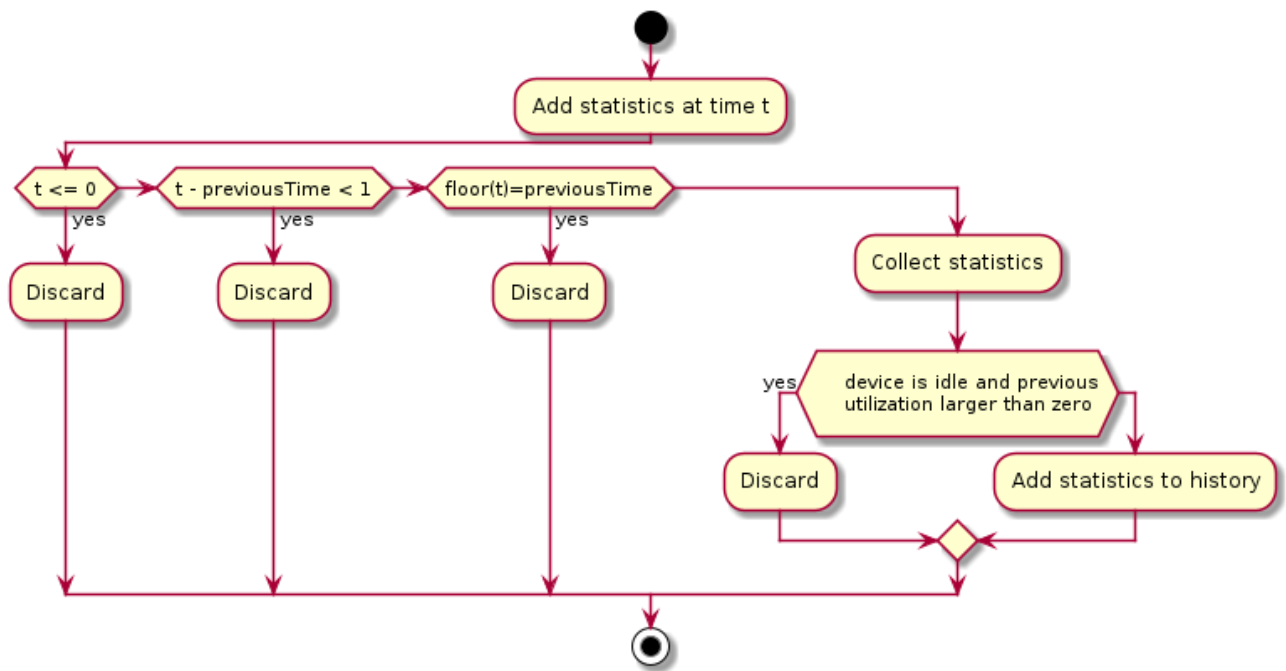 Add statistics at time t
t <= 0
t - previousTime < 1
floor(t)=previousTime
yes
yes
yes
Discard
Discard
Discard
Collect statistics
yes
device is idle and previous
utilization larger than zero
Discard
Add statistics to history